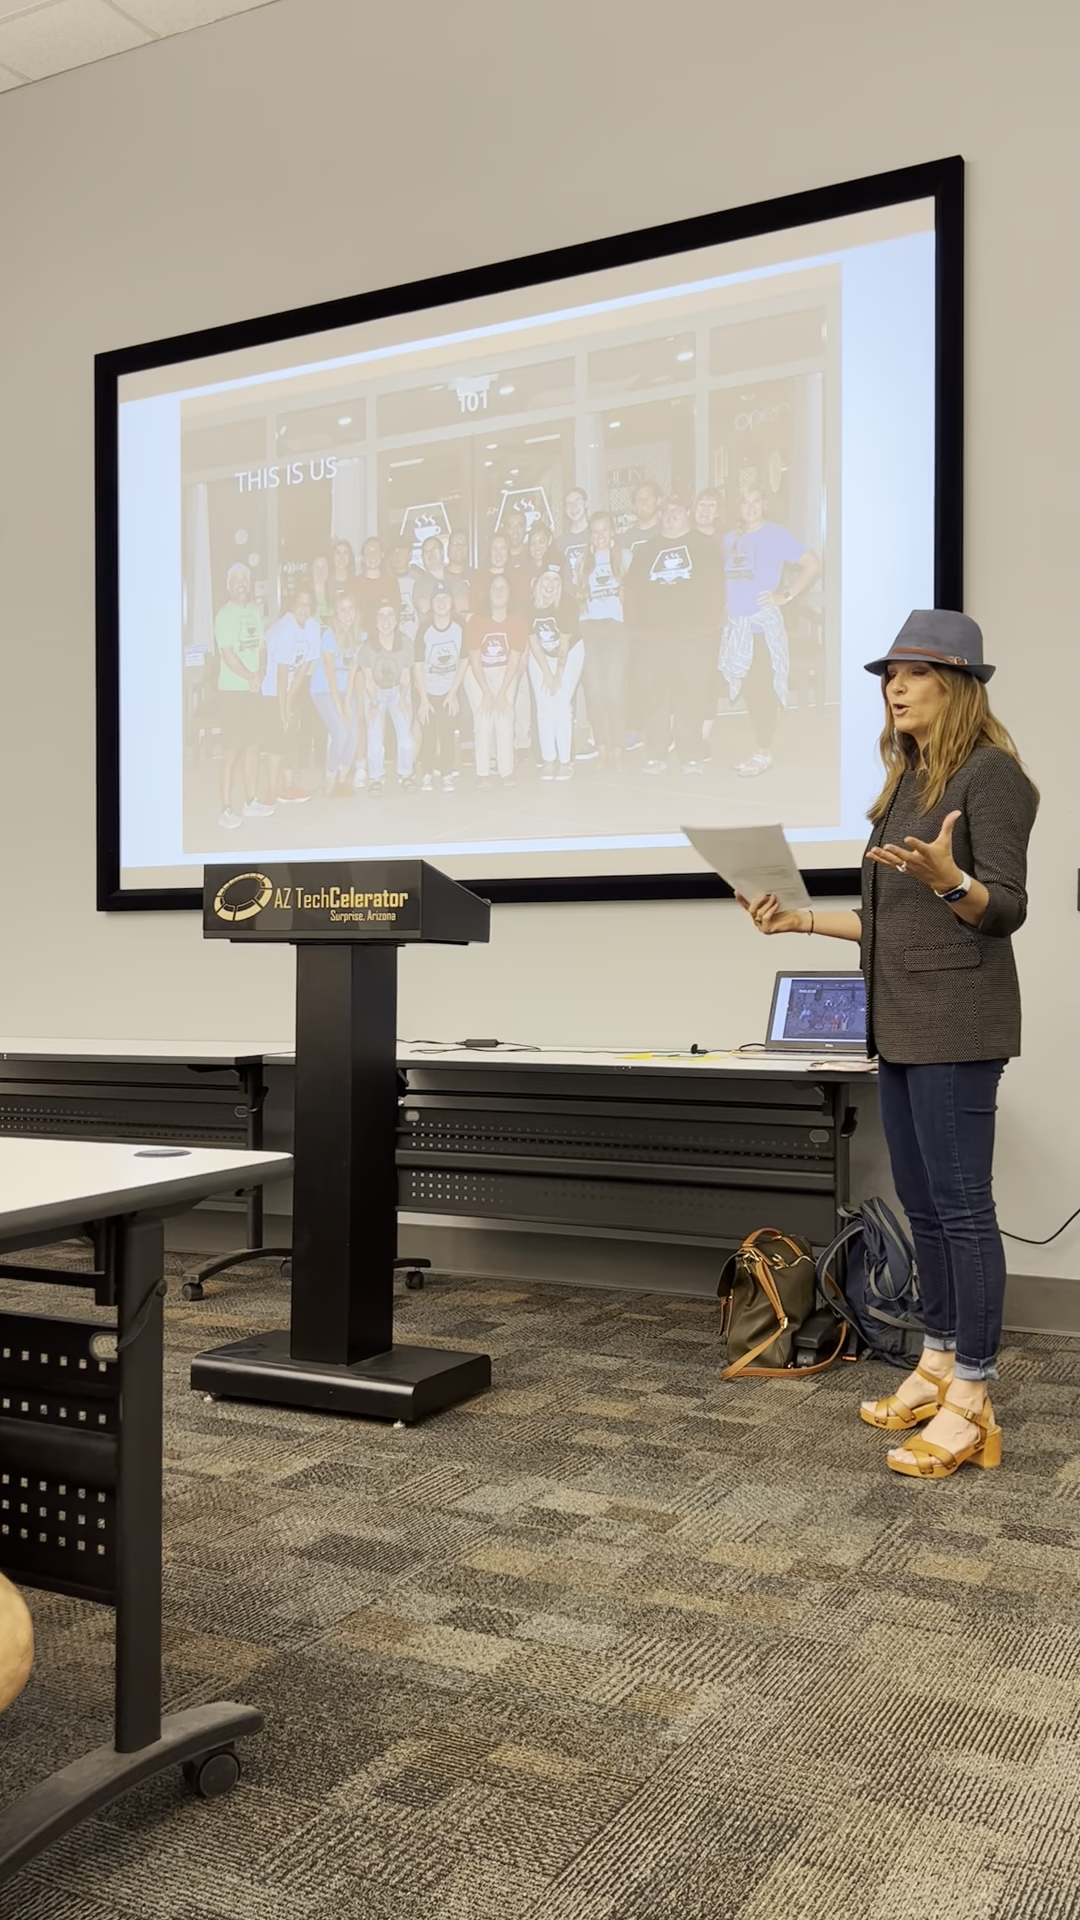 101
THIS IS US
open
AZ TechCelerator
Surprise, Arizona